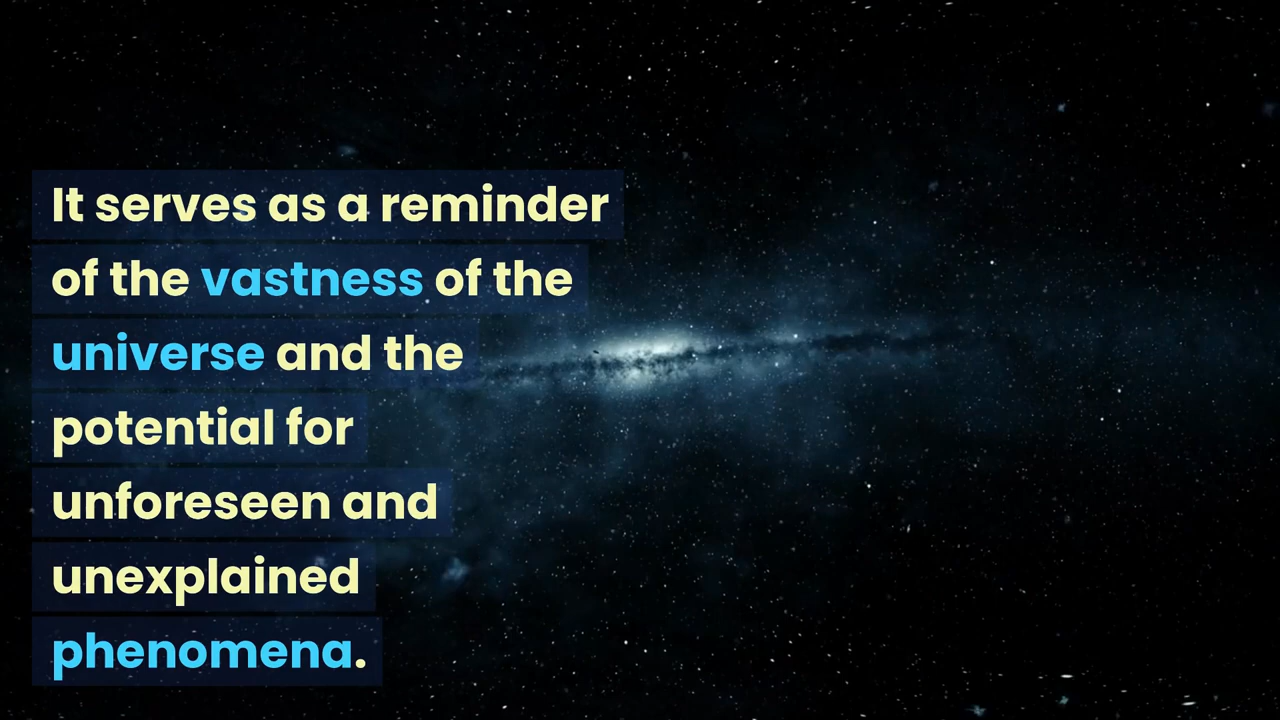 It serves as a reminder
of the vastness of the
universe and the
potential for
unforeseen and
unexplained
phenomena.